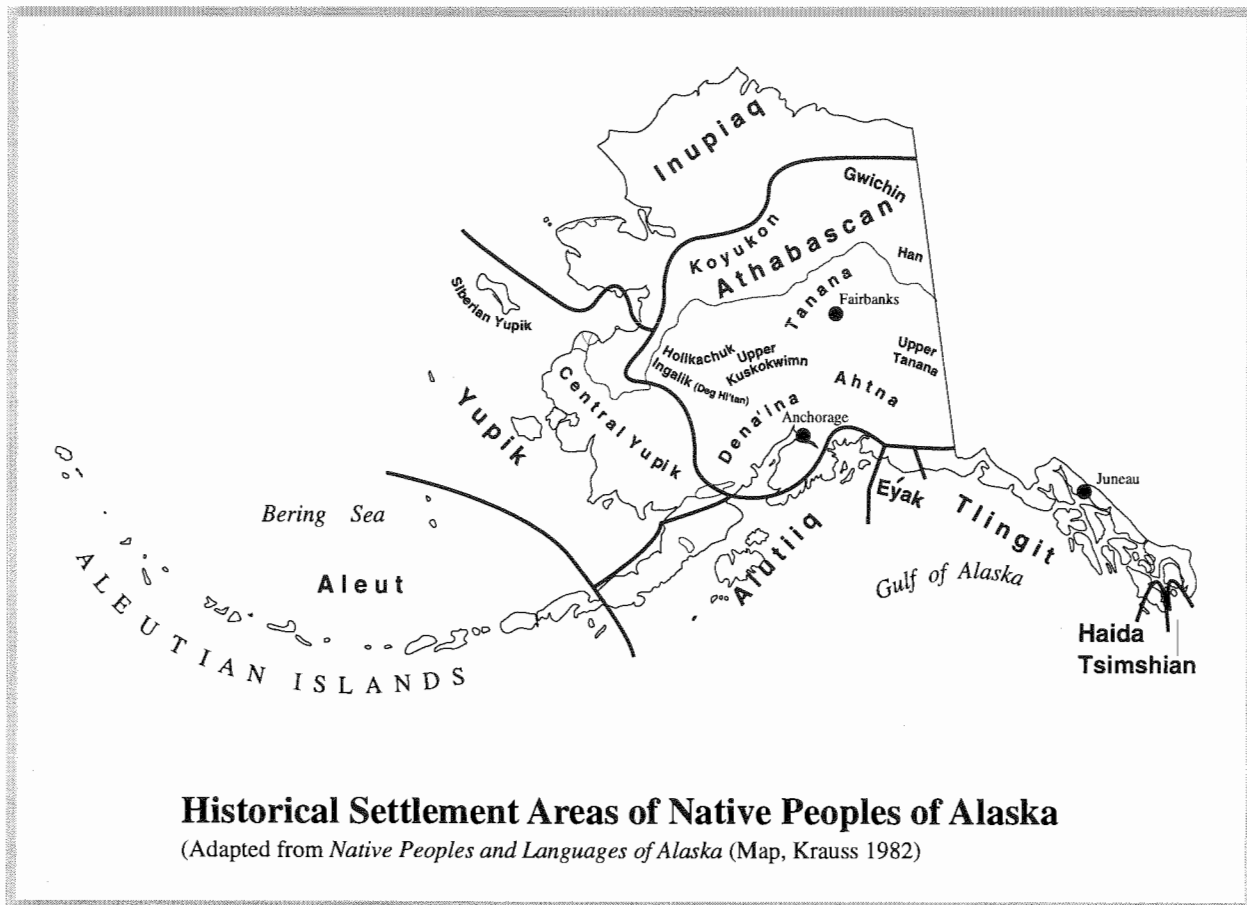 Inupiaq
Gwichin
Koyukon
Athabascan
Han
Tanana
Fairbanks
Siberian Yupik
Upper
Tanana
Holikachuk
Upper
Kuskokwimn
Ingalik (Deg Hi'tan)
Ahtna
Central Yupik
Yupik
Dena'ina
Anchorage
Eýak
Tlingit
Juneau
Bering Sea
Alutiiq
Gulf of Alaska
Aleut
ALEUTIAN ISLANDS
Haida
Tsimshian
Historical Settlement Areas of Native Peoples of Alaska
(Adapted from Native Peoples and Languages of Alaska (Map, Krauss 1982)